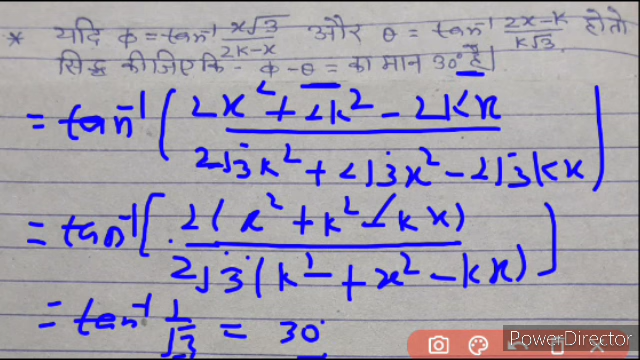 * यदि φ = tan⁻¹ x√3/2k-x और θ = tan⁻¹ 2x-k/k√3 हो तो
सिद्ध कीजिए कि- φ-θ = का मान 30° है।
= tan⁻¹ ( 2x² + 2k² - 2kx / 2√3k² + 2√3x² - 2√3kx )
= tan⁻¹ [ 2(x² + k² - kx) / 2√3(k² + x² - kx) ]
= tan⁻¹ 1/√3 = 30°
PowerDirector